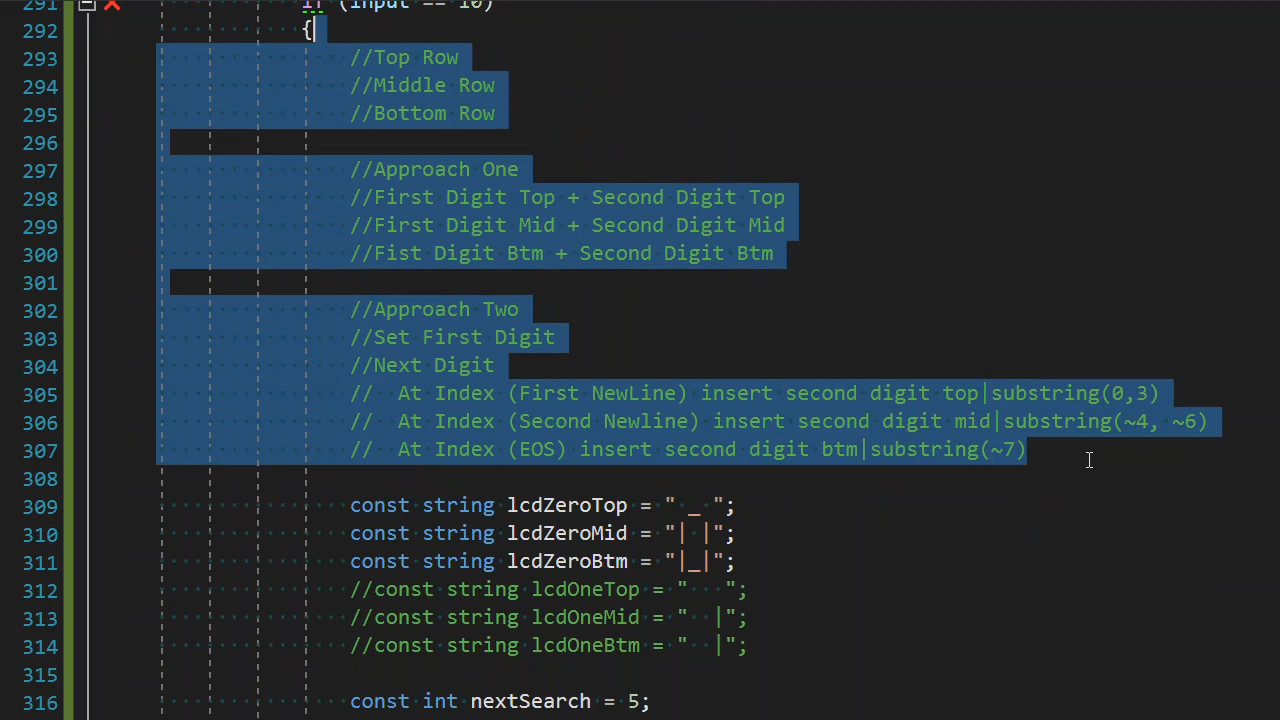 291 if (input == 10)
292 {
293 //Top Row
294 //Middle Row
295 //Bottom Row
296
297 //Approach One
298 //First Digit Top + Second Digit Top
299 //First Digit Mid + Second Digit Mid
300 //Fist Digit Btm + Second Digit Btm
301
302 //Approach Two
303 //Set First Digit
304 //Next Digit
305 //  At Index (First NewLine) insert second digit top|substring(0,3)
306 //  At Index (Second Newline) insert second digit mid|substring(~4, ~6)
307 //  At Index (EOS) insert second digit btm|substring(~7)
308
309 const string lcdZeroTop = " _ ";
310 const string lcdZeroMid = "| |";
311 const string lcdZeroBtm = "|_|";
312 //const string lcdOneTop = "   ";
313 //const string lcdOneMid = "  |";
314 //const string lcdOneBtm = "  |";
315
316 const int nextSearch = 5;